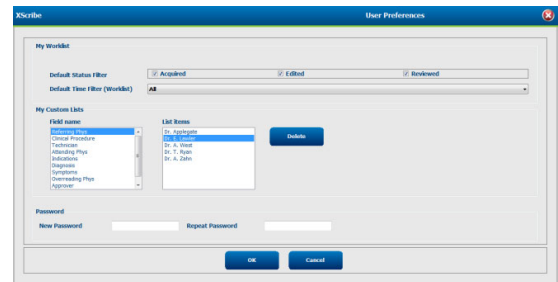 XScribe User Preferences
My Worklist
Default Status Filter Acquired Edited Reviewed
Default Time Filter (Worklist) All
My Custom Lists
Field name List items
Referring Phys Dr. Applegate
Clinical Procedure Dr. E. Lawler
Technician Dr. A. West
Attending Phys Dr. T. Ryan
Indications Dr. A. Zahn
Diagnosis
Symptoms
Overreading Phys
Approver
Delete
Password
New Password Repeat Password
OK Cancel